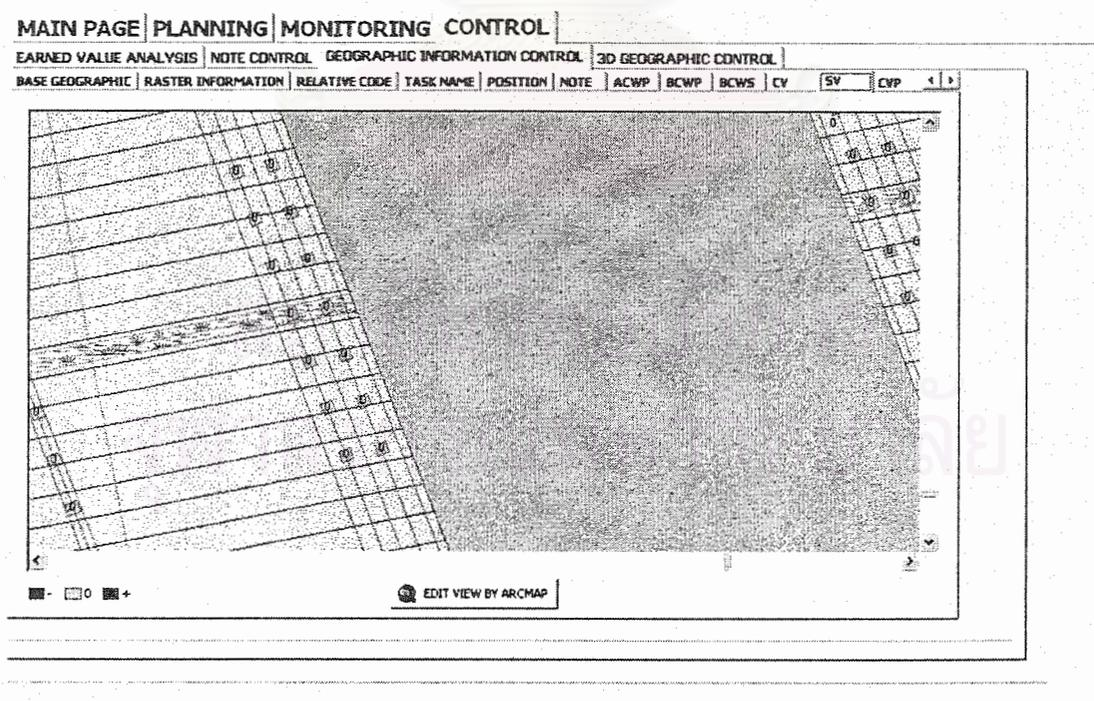 MAIN PAGE PLANNING MONITORING CONTROL
EARNED VALUE ANALYSIS NOTE CONTROL GEOGRAPHIC INFORMATION CONTROL 3D GEOGRAPHIC CONTROL
BASE GEOGRAPHIC RASTER INFORMATION RELATIVE CODE TASK NAME POSITION NOTE ACWP BCWP BCWS CV SV CVP
- 0 +
EDIT VIEW BY ARCMAP